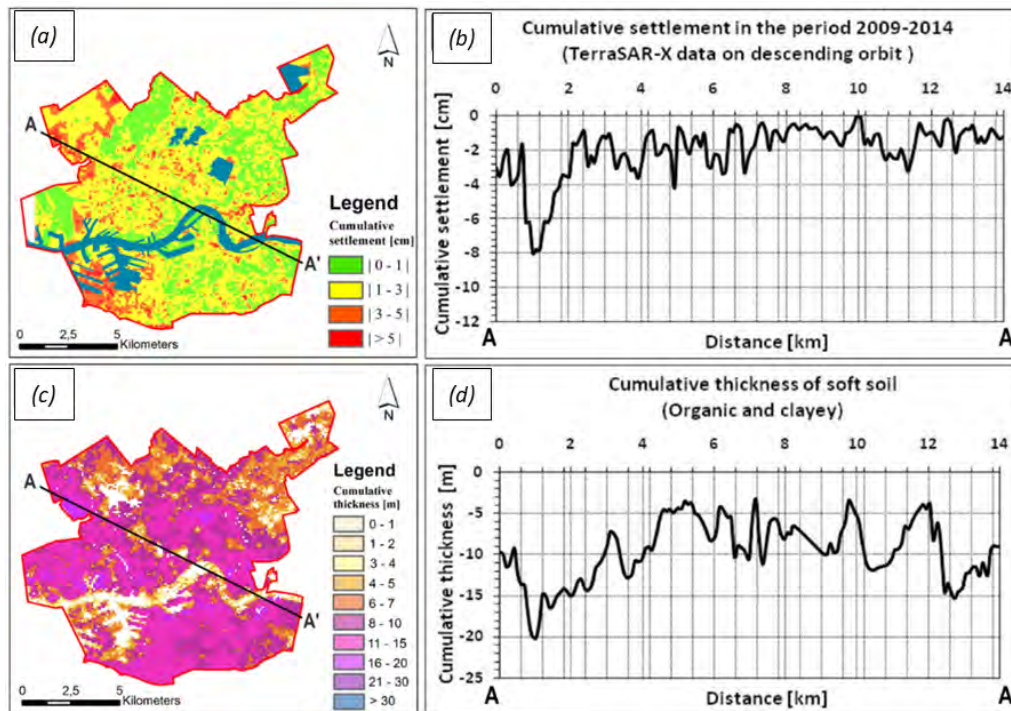 (a)
N
A
A'
Legend
Cumulative
settlement [cm]
| 0 - 1 |
| 1 - 3 |
| 3 - 5 |
| > 5 |
0 2,5 5
Kilometers
(b)
Cumulative settlement in the period 2009-2014
(TerraSAR-X data on descending orbit )
0 2 4 6 8 10 12 14
0
-2
-4
-6
-8
-10
-12
Cumulative settlement [cm]
A Distance [km] A
(c)
N
A
A'
Legend
Cumulative
thickness [m]
0 - 1
1 - 2
3 - 4
4 - 5
6 - 7
8 - 10
11 - 15
16 - 20
21 - 30
> 30
0 2,5 5
Kilometers
(d)
Cumulative thickness of soft soil
(Organic and clayey)
0 2 4 6 8 10 12 14
0
-5
-10
-15
-20
-25
Cumulative thickness [m]
A Distance [km] A